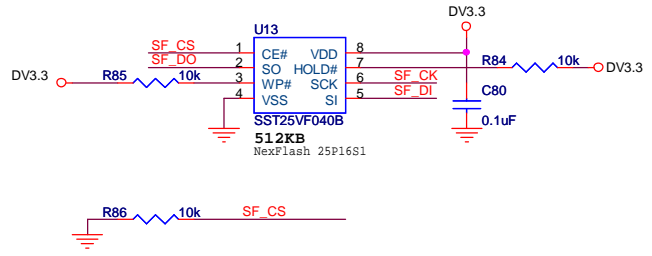 DV3.3
U13
SF_CS 1 CE# VDD 8
SF_DO 2 SO HOLD# 7 R84 10k DV3.3
DV3.3 R85 10k 3 WP# SCK 6 SF_CK
4 VSS SI 5 SF_DI
C80
0.1uF
SST25VF040B
512KB
NexFlash 25P16S1
R86 10k SF_CS